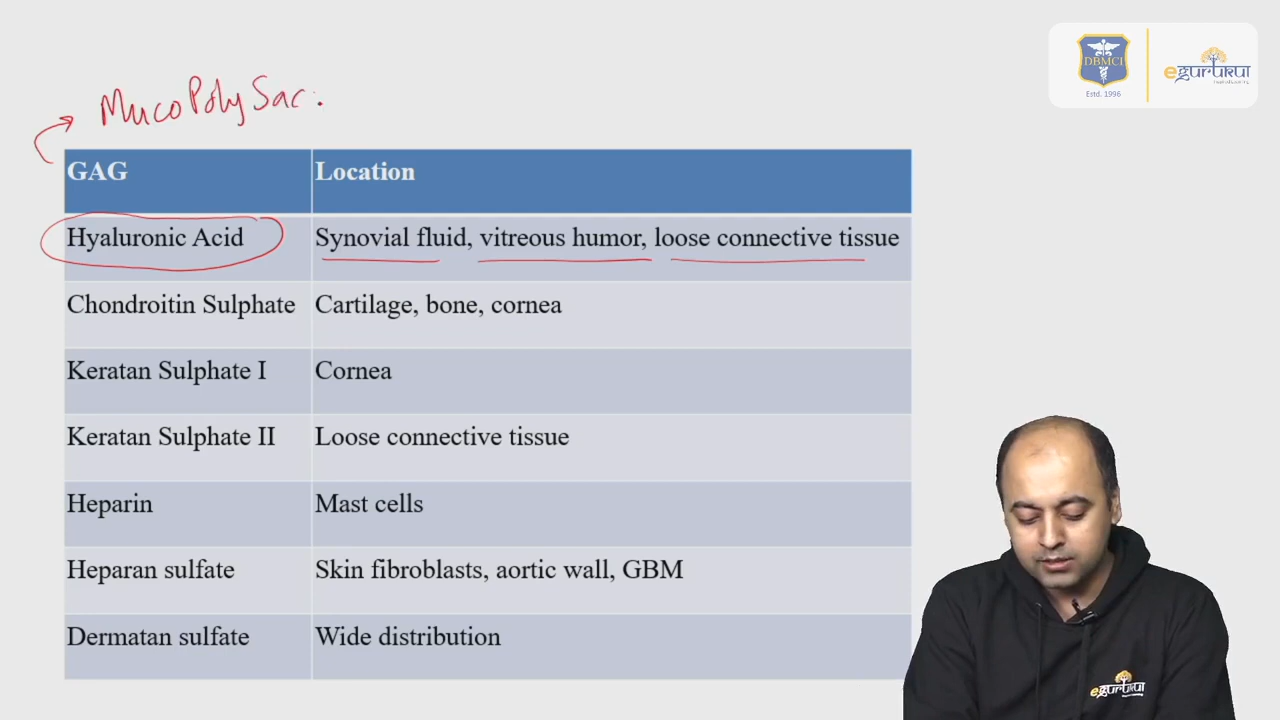 DBMCI
Estd. 1996
egurukul
MucoPolySac.
GAG Location
Hyaluronic Acid Synovial fluid, vitreous humor, loose connective tissue
Chondroitin Sulphate Cartilage, bone, cornea
Keratan Sulphate I Cornea
Keratan Sulphate II Loose connective tissue
Heparin Mast cells
Heparan sulfate Skin fibroblasts, aortic wall, GBM
Dermatan sulfate Wide distribution
egurukul